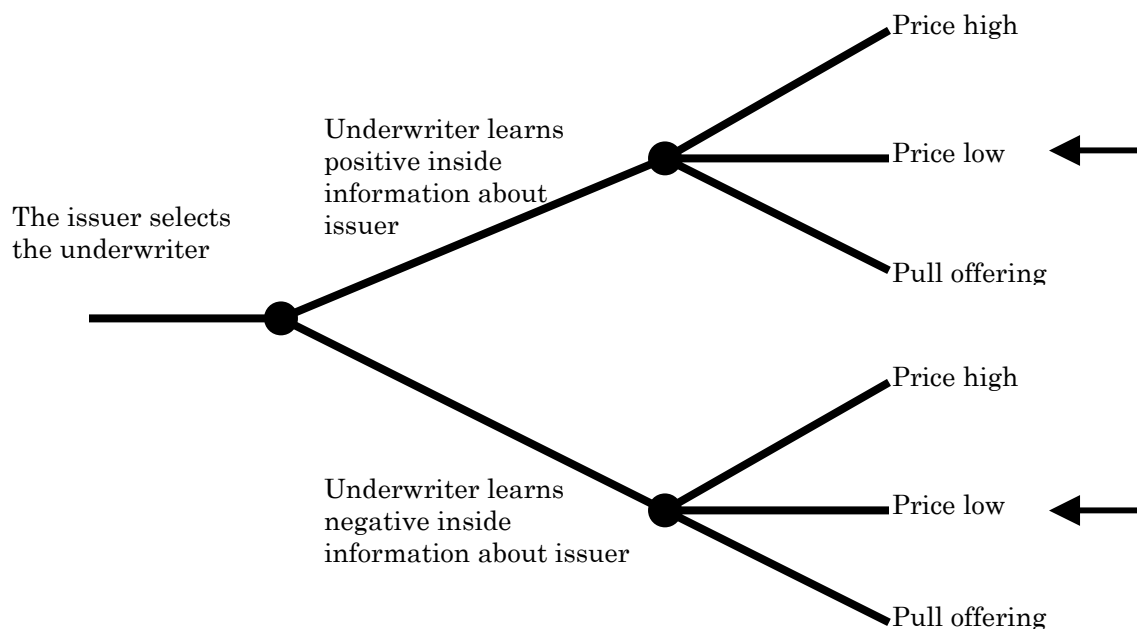 Price high
Underwriter learns
positive inside
information about
issuer
Price low
The issuer selects
the underwriter
Pull offering
Price high
Underwriter learns
negative inside
information about issuer
Price low
Pull offering